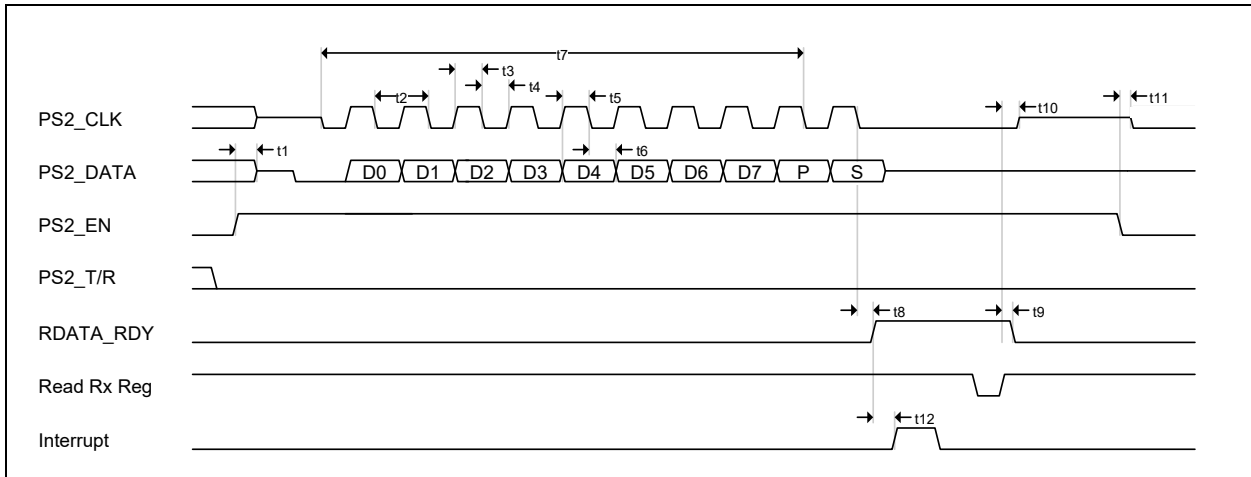 t7
t3
t4
PS2_CLK t2 t5 t10 t11
t1 t6
PS2_DATA D0 D1 D2 D3 D4 D5 D6 D7 P S
PS2_EN
PS2_T/R
t8 t9
RDATA_RDY
Read Rx Reg
t12
Interrupt